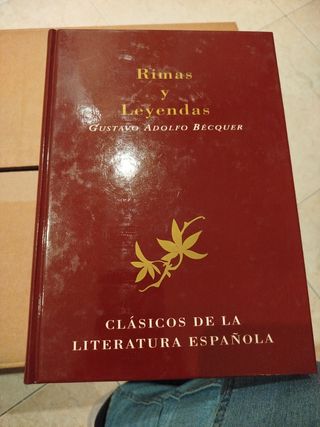 Rimas
y
Leyendas
GUSTAVO ADOLFO BÉCQUER
CLÁSICOS DE LA
LITERATURA ESPAÑOLA